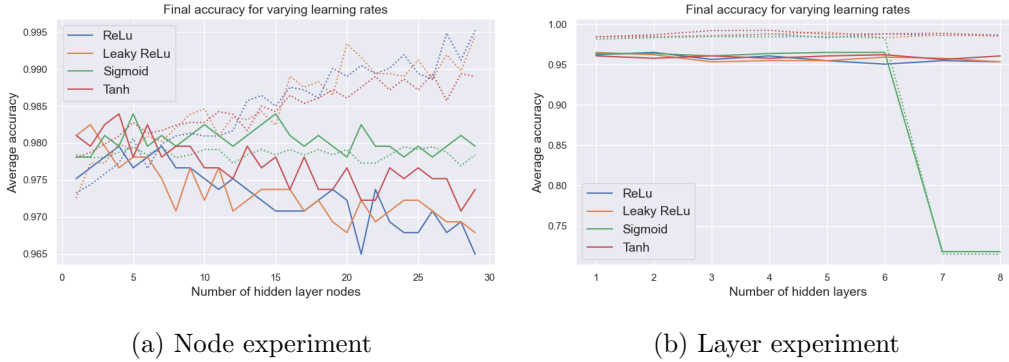 Final accuracy for varying learning rates
Average accuracy
0.995
0.990
0.985
0.980
0.975
0.970
0.965
ReLu
Leaky ReLu
Sigmoid
Tanh
0 5 10 15 20 25 30
Number of hidden layer nodes
(a) Node experiment
Final accuracy for varying learning rates
Average accuracy
1.00
0.95
0.90
0.85
0.80
0.75
ReLu
Leaky ReLu
Sigmoid
Tanh
1 2 3 4 5 6 7 8
Number of hidden layers
(b) Layer experiment